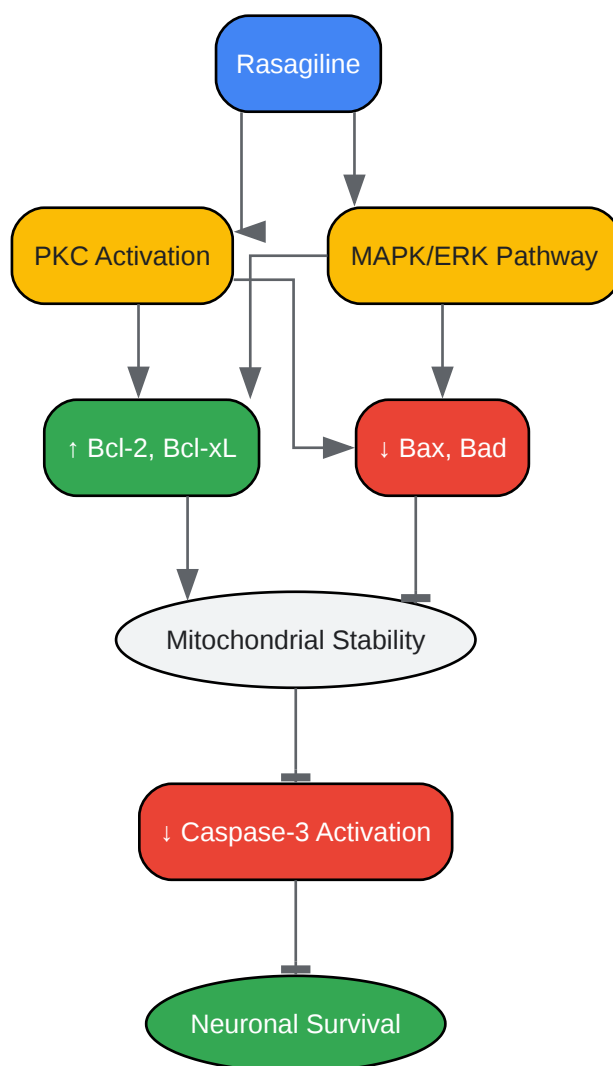 Rasagiline
PKC Activation
MAPK/ERK Pathway
↑ Bcl-2, Bcl-xL
↓ Bax, Bad
Mitochondrial Stability
↓ Caspase-3 Activation
Neuronal Survival